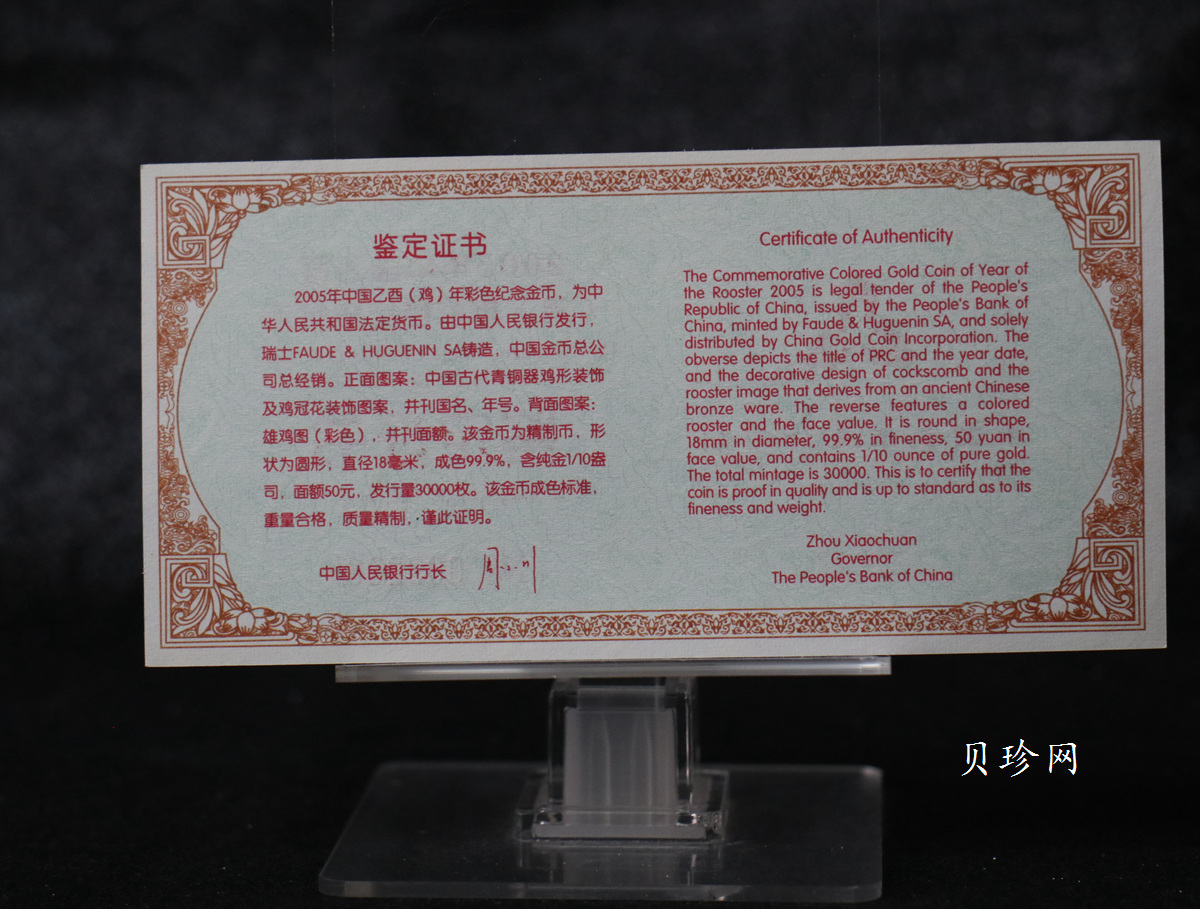 鉴定证书
2005年中国乙酉（鸡）年彩色纪念金币，为中
华人民共和国法定货币。由中国人民银行发行，
瑞士FAUDE & HUGUENIN SA铸造，中国金币总公
司总经销。正面图案：中国古代青铜器鸡形装饰
及鸡冠花装饰图案，并刊国名、年号。背面图案：
雄鸡图（彩色），并刊面额。该金币为精制币，形
状为圆形，直径18毫米，成色99.9%，含纯金1/10盎
司，面额50元，发行量30000枚。该金币成色标准，
重量合格，质量精制，谨此证明。
中国人民银行行长 周小川
Certificate of Authenticity
The Commemorative Colored Gold Coin of Year of
the Rooster 2005 is legal tender of the People's
Republic of China, issued by the People's Bank of
China, minted by Faude & Huguenin SA, and solely
distributed by China Gold Coin Incorporation. The
obverse depicts the title of PRC and the year date,
and the decorative design of cockscomb and the
rooster image that derives from an ancient Chinese
bronze ware. The reverse features a colored
rooster and the face value. It is round in shape,
18mm in diameter, 99.9% in fineness, 50 yuan in
face value, and contains 1/10 ounce of pure gold.
The total mintage is 30000. This is to certify that the
coin is proof in quality and is up to standard as to its
fineness and weight.
Zhou Xiaochuan
Governor
The People's Bank of China
贝珍网